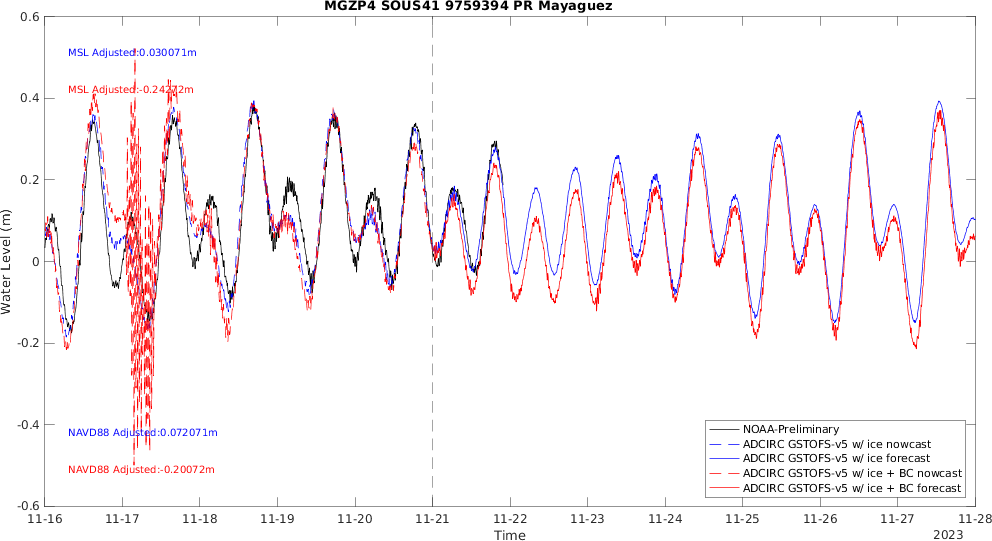 MGZP4 SOUS41 9759394 PR Mayaguez
0.6
0.4
0.2
0
-0.2
-0.4
-0.6
Water Level (m)
MSL Adjusted:0.030071m
MSL Adjusted:-0.24272m
NAVD88 Adjusted:0.072071m
NAVD88 Adjusted:-0.20072m
NOAA-Preliminary
ADCIRC GSTOFS-v5 w/ ice nowcast
ADCIRC GSTOFS-v5 w/ ice forecast
ADCIRC GSTOFS-v5 w/ ice + BC nowcast
ADCIRC GSTOFS-v5 w/ ice + BC forecast
11-16 11-17 11-18 11-19 11-20 11-21 11-22 11-23 11-24 11-25 11-26 11-27 11-28
Time
2023